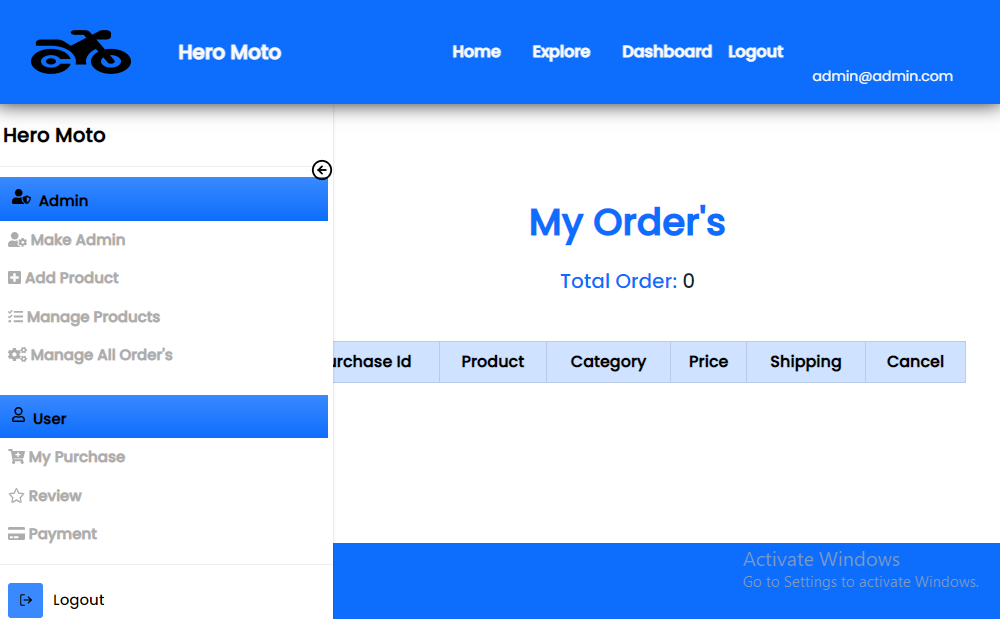 Hero Moto
Home Explore Dashboard Logout
admin@admin.com
Hero Moto
Admin
Make Admin
Add Product
Manage Products
Manage All Order's
User
My Purchase
Review
Payment
Logout
My Order's
Total Order: 0
urchase Id Product Category Price Shipping Cancel
Activate Windows
Go to Settings to activate Windows.